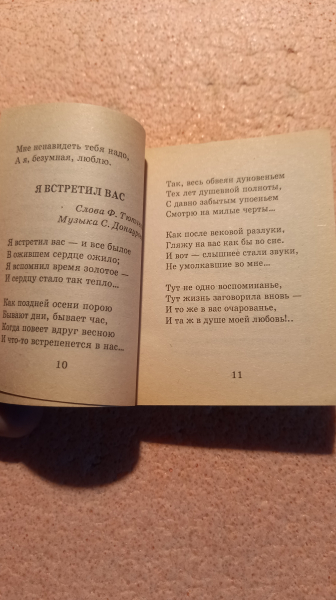 Мне ненавидеть тебя надо,
А я, безумная, люблю.
Я ВСТРЕТИЛ ВАС
Слова Ф.
Музыка С.
Я встретил вас — и все былое
В ожившем сердце ожило;
Я вспомнил время золотое —
И сердцу стало так тепло...
Как поздней осени порою
Бывают дни, бывает час,
Когда повеет вдруг весною
И что-то встрепенется в нас...
10
Так, весь обвеян дуновеньем
Тех лет душевной полноты,
С давно забытым упоеньем
Смотрю на милые черты...
Как после вековой разлуки,
Гляжу на вас как бы во сне.
И вот — слышнее стали звуки,
Не умолкавшие во мне...
Тут не одно воспоминанье,
Тут жизнь заговорила вновь —
И то же в вас очарованье,
И та ж в душе моей любовь!..
11